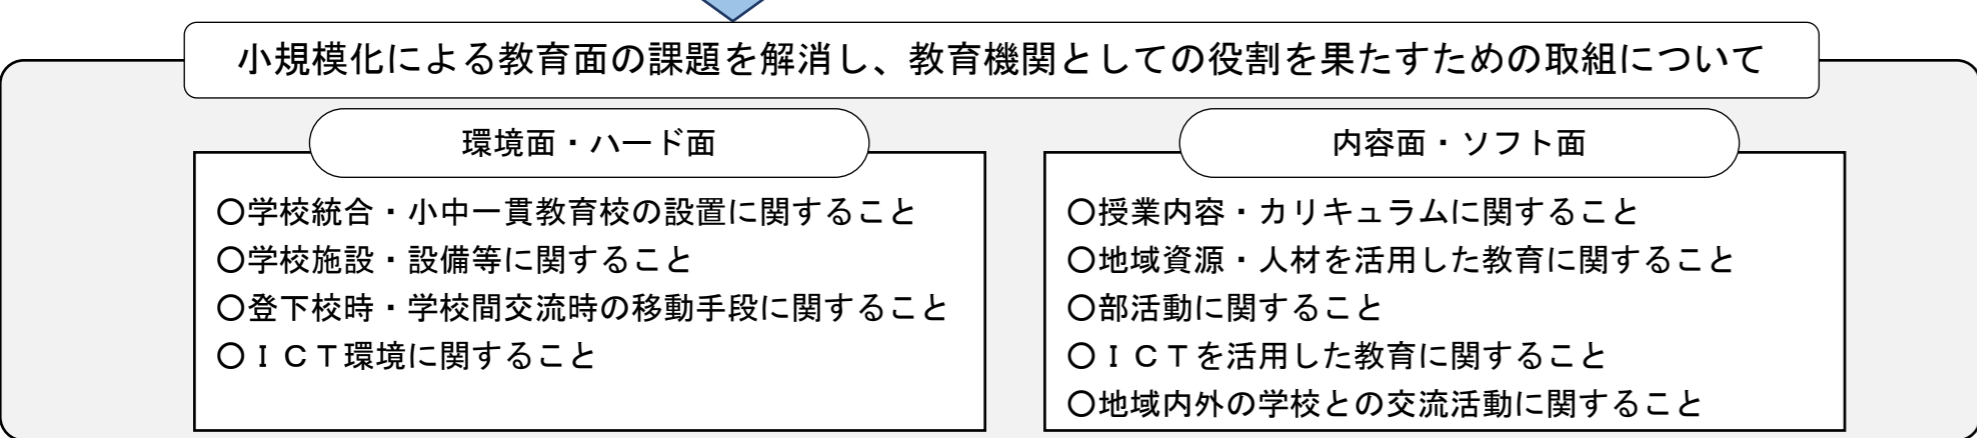 小規模化による教育面の課題を解消し、教育機関としての役割を果たすための取組について
環境面・ハード面
〇学校統合・小中一貫教育校の設置に関すること
〇学校施設・設備等に関すること
〇登下校時・学校間交流時の移動手段に関すること
〇ＩＣＴ環境に関すること
内容面・ソフト面
〇授業内容・カリキュラムに関すること
〇地域資源・人材を活用した教育に関すること
〇部活動に関すること
〇ＩＣＴを活用した教育に関すること
〇地域内外の学校との交流活動に関すること